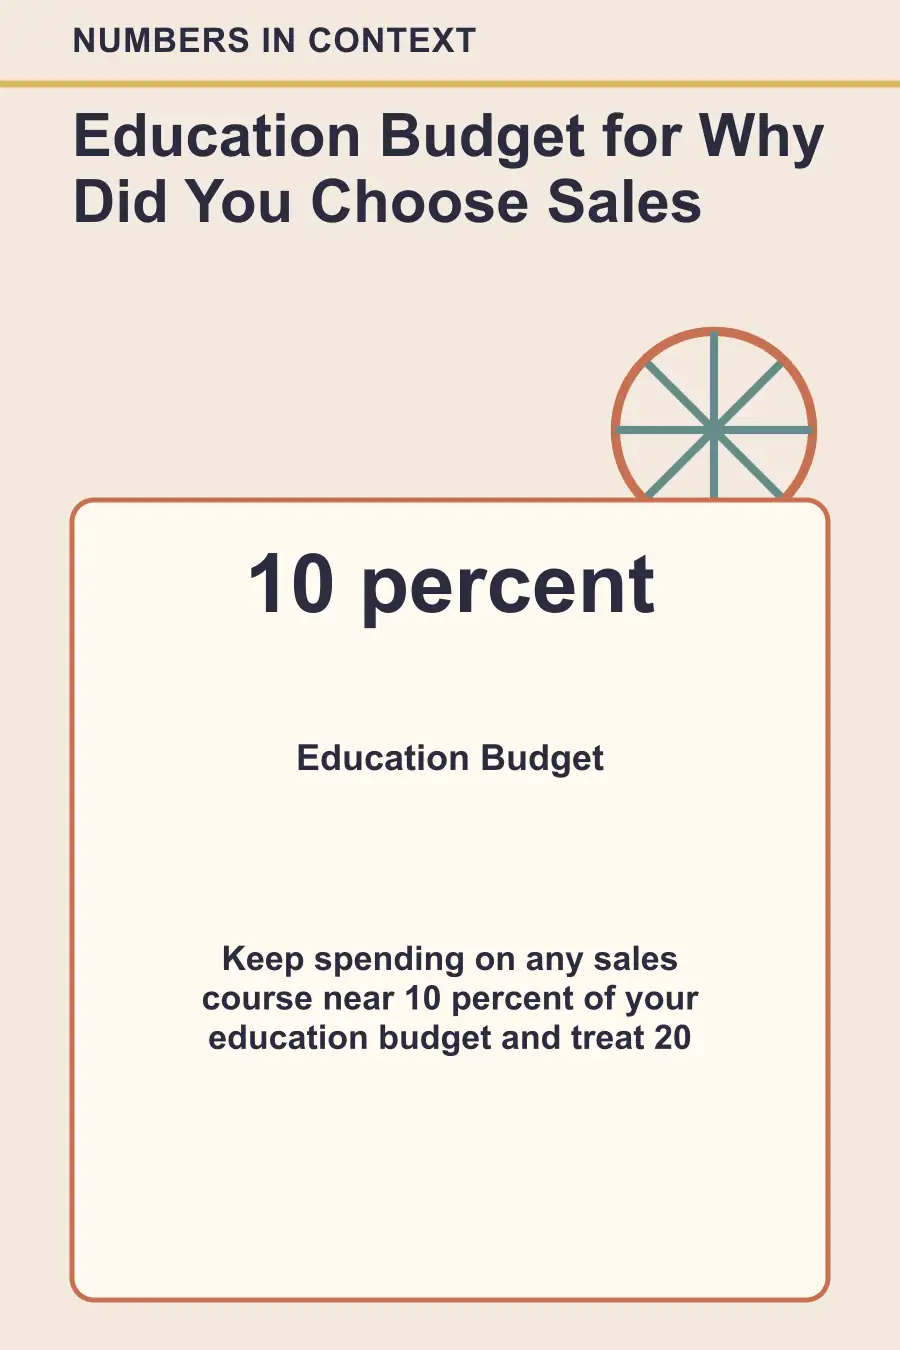 NUMBERS IN CONTEXT
Education Budget for Why
Did You Choose Sales
10 percent
Education Budget
Keep spending on any sales
course near 10 percent of your
education budget and treat 20